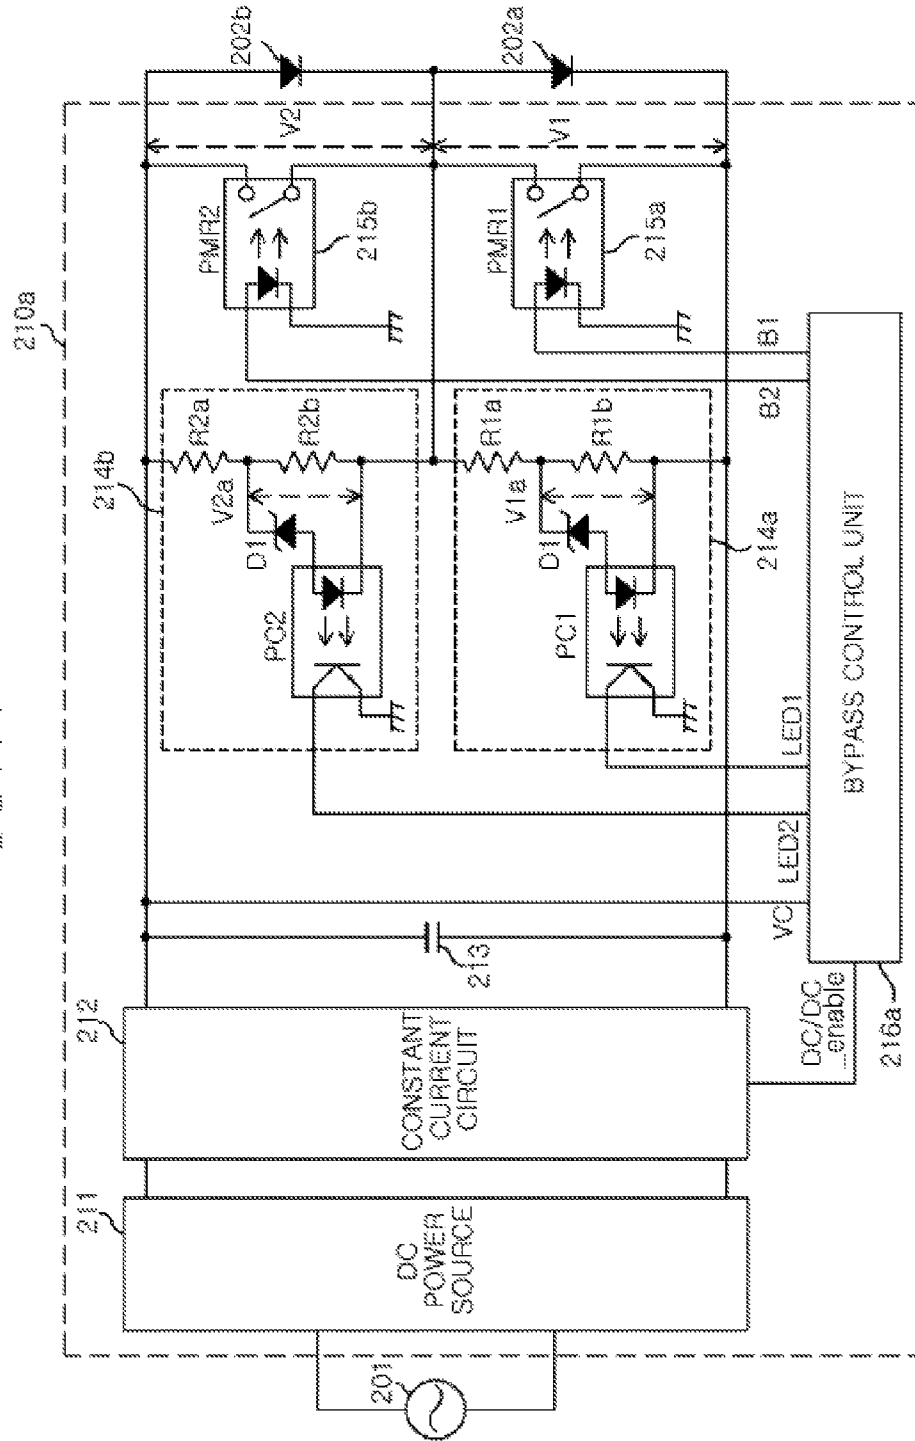 210a
201
211
DC
POWER
SOURCE
212
CONSTANT
CURRENT
CIRCUIT
213
214b
R2a
R2b
V2a
D1
PC2
PMR2
215b
V2
202b
214a
R1a
R1b
V1a
D1
PC1
PMR1
215a
V1
202a
DC/DC
_enable
VC
LED2
LED1
B2
B1
BYPASS CONTROL UNIT
216a